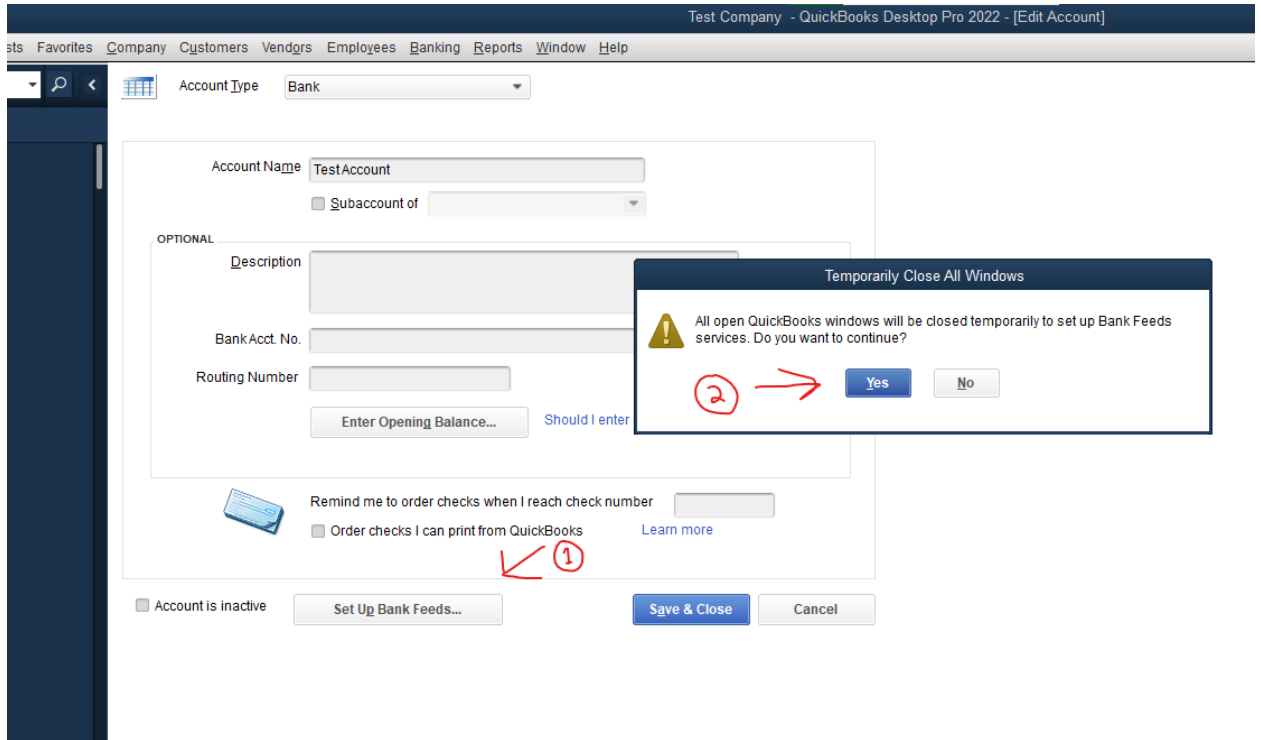 Test Company - QuickBooks Desktop Pro 2022 - [Edit Account]
sts Favorites Company Customers Vendors Employees Banking Reports Window Help
Account Type Bank
Account Name Test Account
Subaccount of
OPTIONAL
Description
Temporarily Close All Windows
All open QuickBooks windows will be closed temporarily to set up Bank Feeds
services. Do you want to continue?
2 Yes No
Bank Acct. No.
Routing Number
Enter Opening Balance... Should I enter
Remind me to order checks when I reach check number
Order checks I can print from QuickBooks Learn more
1
Account is inactive Set Up Bank Feeds... Save & Close Cancel